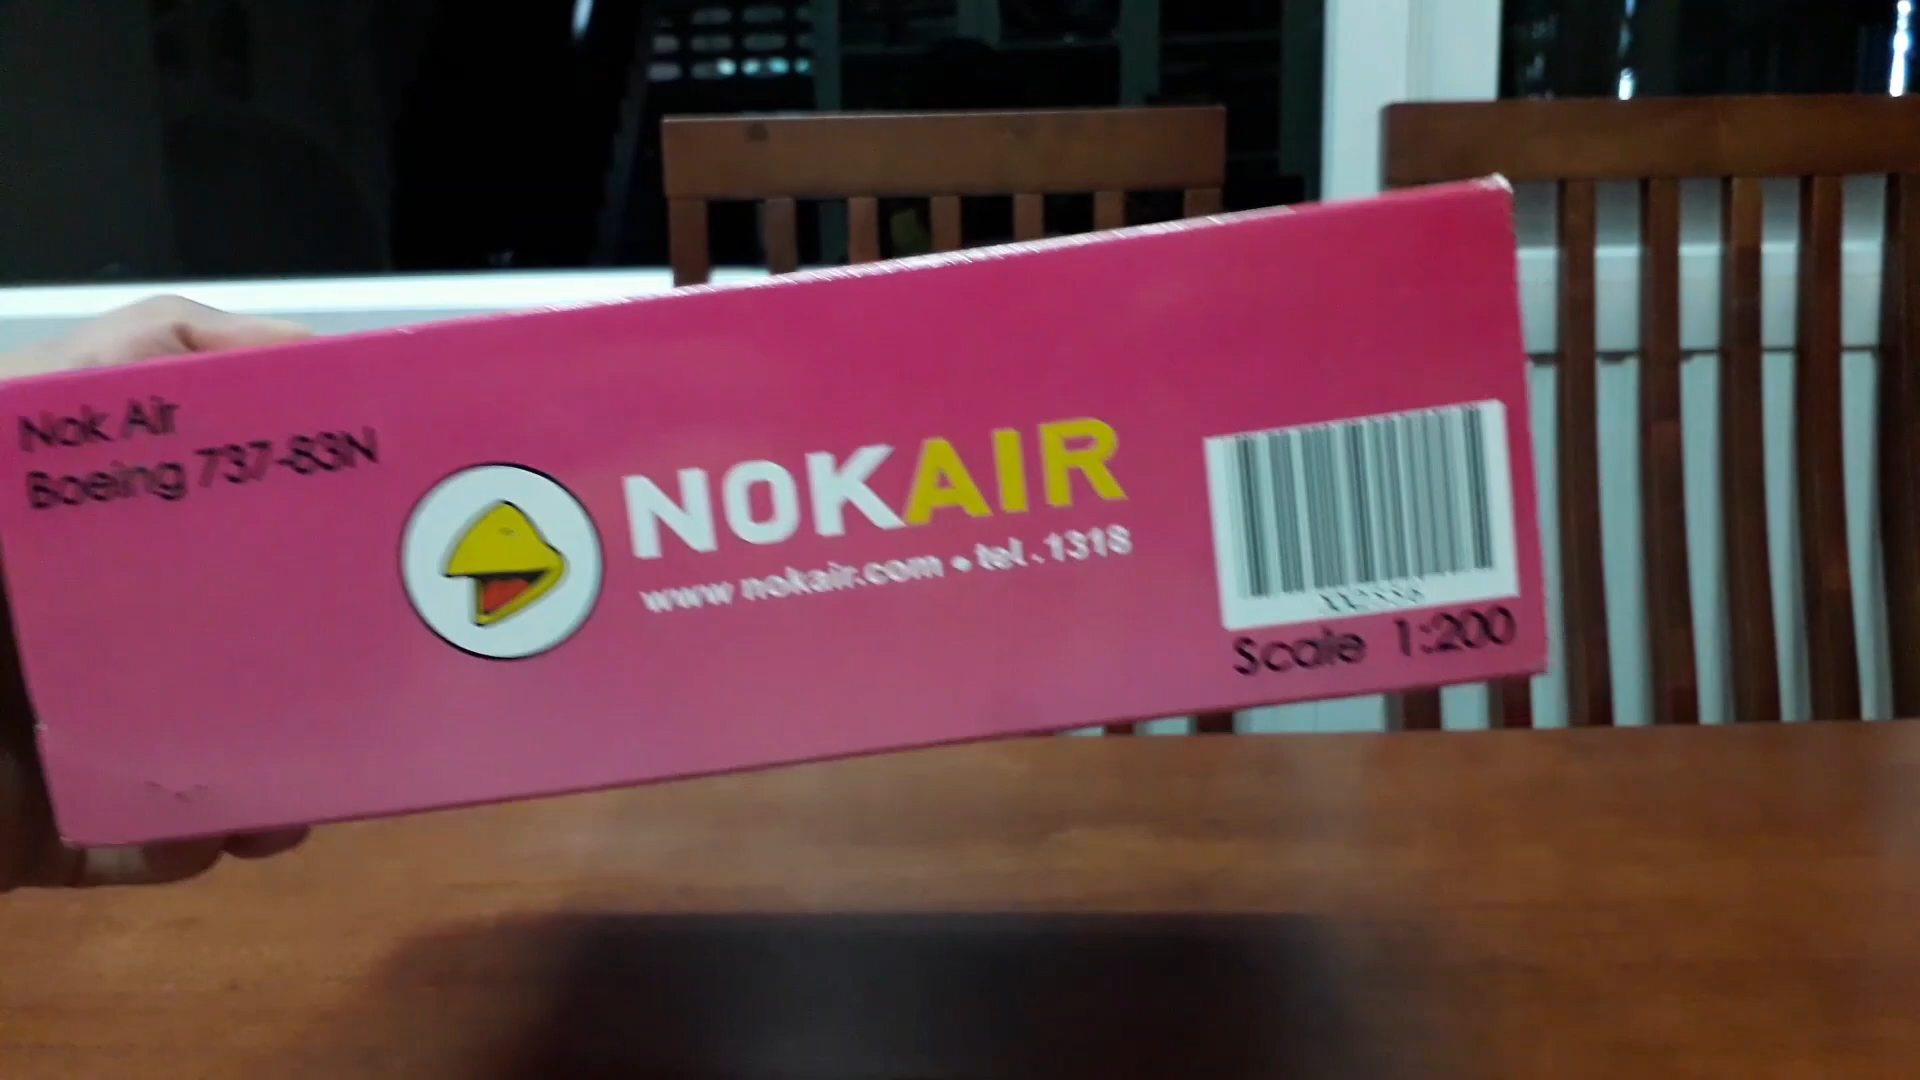 Nok Air
Boeing 737-83N
NOKAIR
www.nokair.com • tel.1318
Scale 1:200